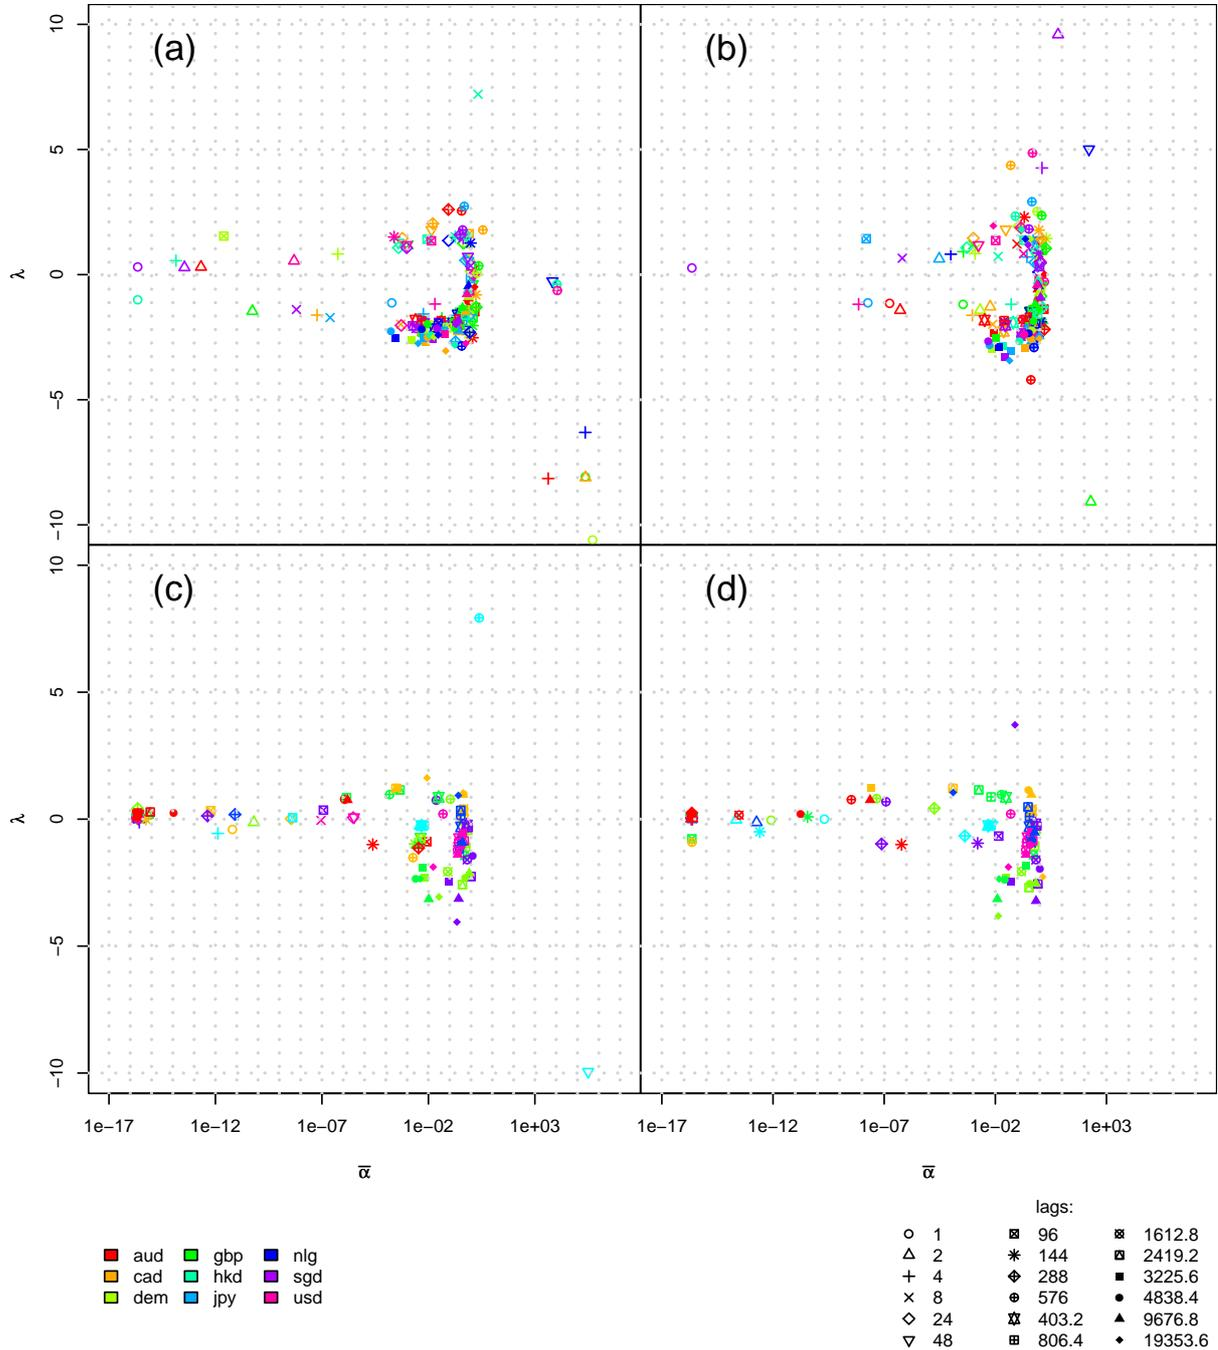 (a)
(b)
10
5
0
−5
−10
λ
(c)
(d)
10
5
0
−5
−10
λ
1e−17 1e−12 1e−07 1e−02 1e+03
1e−17 1e−12 1e−07 1e−02 1e+03
α̅
α̅
aud gbp nlg
cad hkd sgd
dem jpy usd
lags:
1 96 1612.8
2 144 2419.2
4 288 3225.6
8 576 4838.4
24 403.2 9676.8
48 806.4 19353.6